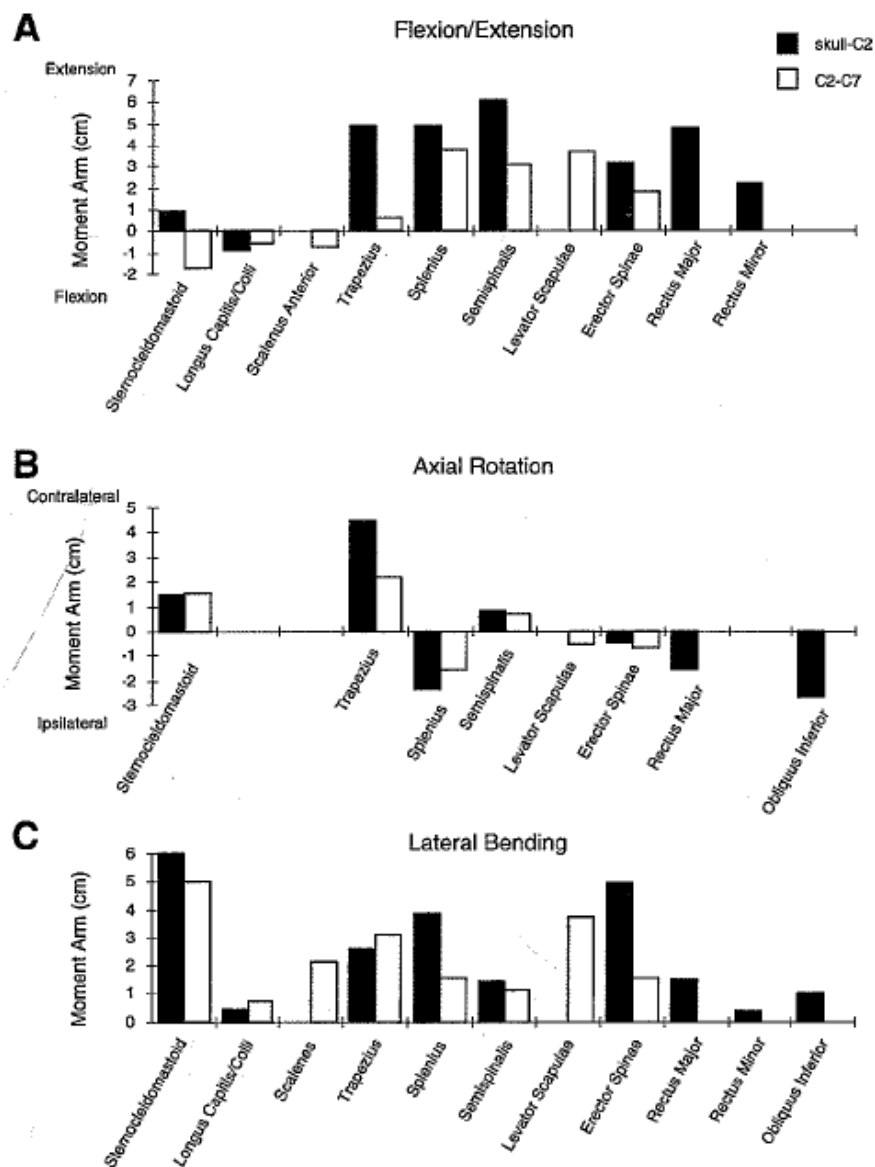 A
Flexion/Extension
skull-C2
C2-C7
Extension
7
6
5
4
3
2
1
0
-1
-2
Moment Arm (cm)
Flexion
Sternocleidomastoid
Longus Capitis/Colli
Scalenus Anterior
Trapezius
Splenius
Semispinalis
Levator Scapulae
Erector Spinae
Rectus Major
Rectus Minor
B
Axial Rotation
Contralateral
5
4
3
2
1
0
-1
-2
-3
Moment Arm (cm)
Ipsilateral
Sternocleidomastoid
Trapezius
Splenius
Semispinalis
Levator Scapulae
Erector Spinae
Rectus Major
Obliquus Inferior
C
Lateral Bending
6
5
4
3
2
1
0
Moment Arm (cm)
Sternocleidomastoid
Longus Capitis/Colli
Scalenes
Trapezius
Splenius
Semispinalis
Levator Scapulae
Erector Spinae
Rectus Major
Rectus Minor
Obliquus Inferior